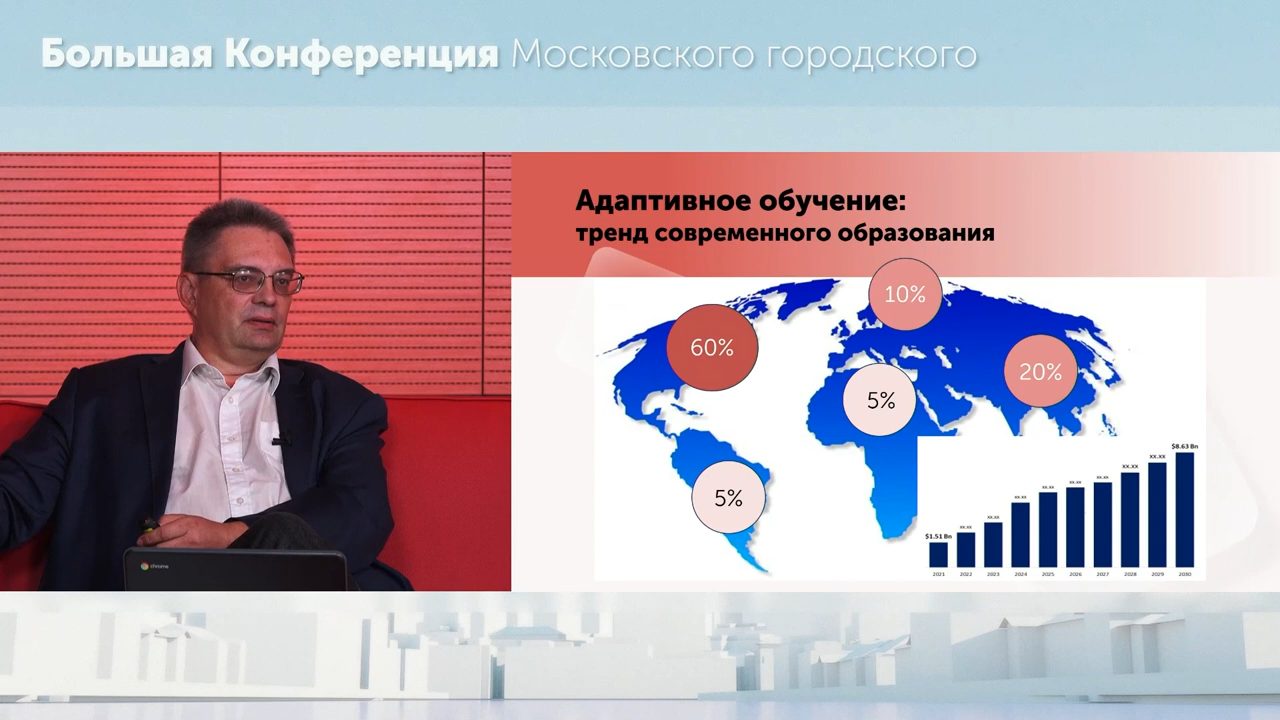 Большая Конференция Московского городского
Адаптивное обучение:
тренд современного образования
10%
60%
20%
5%
5%
$8.63 Bn
xx.xx
xx.xx
xx.xx
xx.xx
xx.xx
xx.xx
xx.xx
xx.xx
$1.51 Bn
2021 2022 2023 2024 2025 2026 2027 2028 2029 2030
chrome